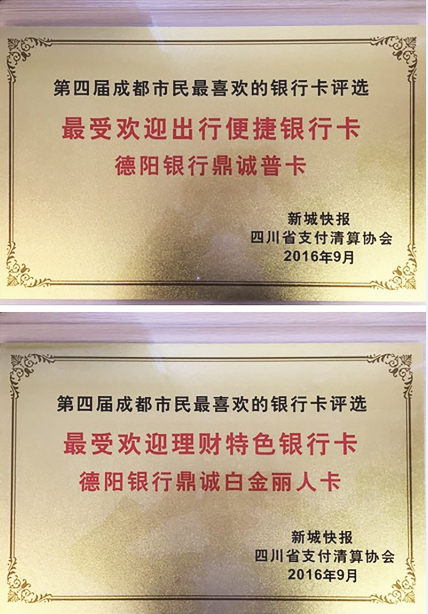 第四届成都市民最喜欢的银行卡评选
最受欢迎出行便捷银行卡
德阳银行鼎诚普卡
新城快报
四川省支付清算协会
2016年9月
第四届成都市民最喜欢的银行卡评选
最受欢迎理财特色银行卡
德阳银行鼎诚白金丽人卡
新城快报
四川省支付清算协会
2016年9月